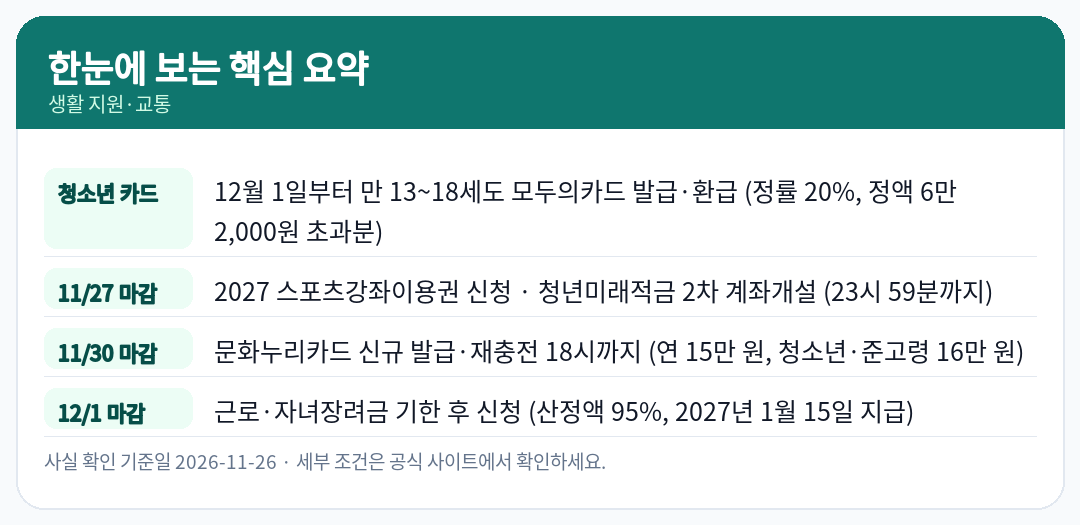 한눈에 보는 핵심 요약
생활 지원·교통
청소년 카드
12월 1일부터 만 13~18세도 모두의카드 발급·환급 (정률 20%, 정액 6만
2,000원 초과분)
11/27 마감
2027 스포츠강좌이용권 신청 · 청년미래적금 2차 계좌개설 (23시 59분까지)
11/30 마감
문화누리카드 신규 발급·재충전 18시까지 (연 15만 원, 청소년·준고령 16만 원)
12/1 마감
근로·자녀장려금 기한 후 신청 (산정액 95%, 2027년 1월 15일 지급)
사실 확인 기준일 2026-11-26 · 세부 조건은 공식 사이트에서 확인하세요.